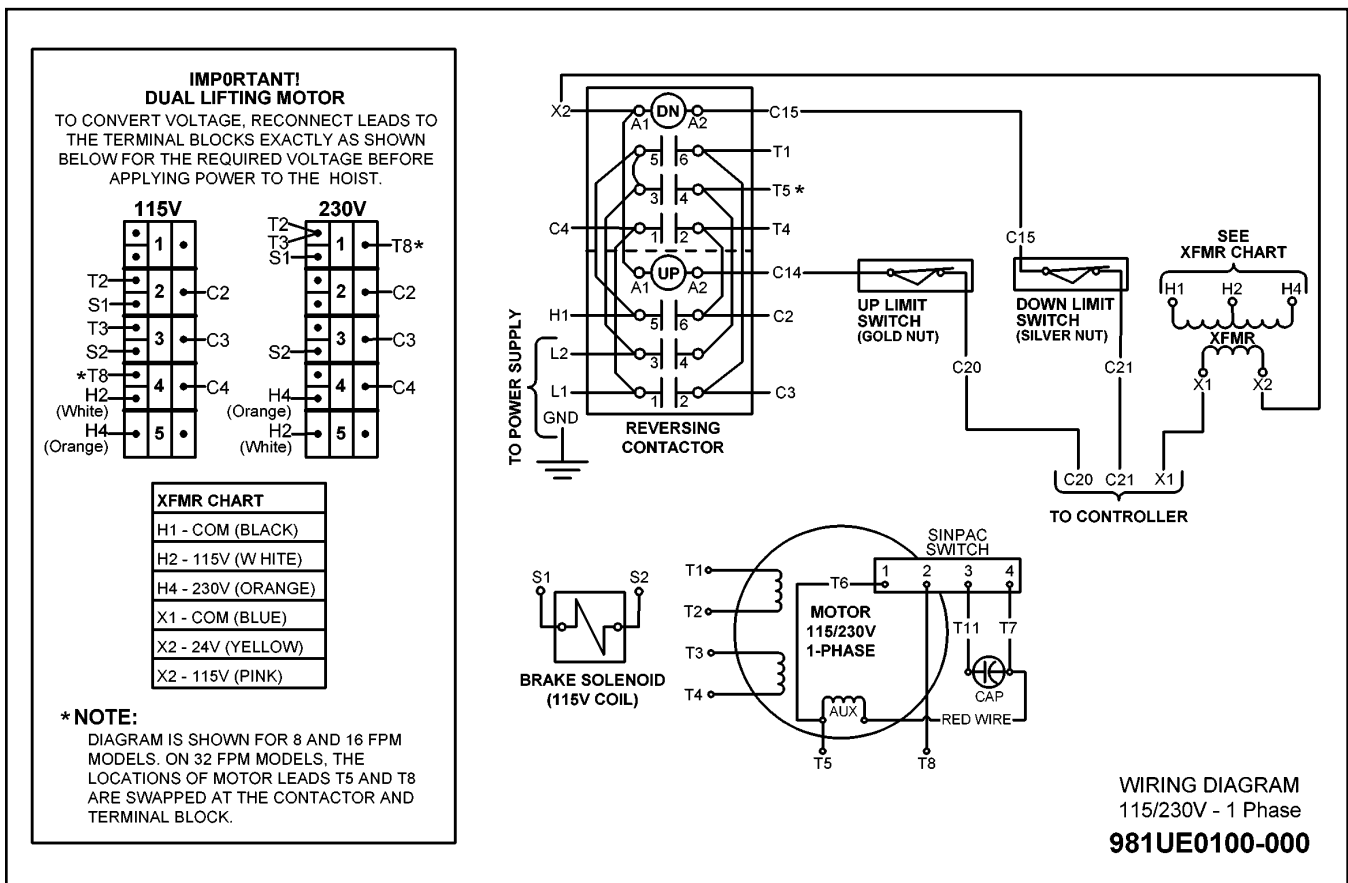 IMP0RTANT!
DUAL LIFTING MOTOR
TO CONVERT VOLTAGE, RECONNECT LEADS TO
THE TERMINAL BLOCKS EXACTLY AS SHOWN
BELOW FOR THE REQUIRED VOLTAGE BEFORE
APPLYING POWER TO THE HOIST.
115V
1
T2
2
C2
S1
T3
3
C3
S2
*T8
4
C4
H2
(White)
H4
5
(Orange)
230V
T2
T3
1
T8*
S1
2
C2
3
C3
S2
4
C4
H4
(Orange)
H2
5
(White)
XFMR CHART
H1 - COM (BLACK)
H2 - 115V (W HITE)
H4 - 230V (ORANGE)
X1 - COM (BLUE)
X2 - 24V (YELLOW)
X2 - 115V (PINK)
*NOTE:
DIAGRAM IS SHOWN FOR 8 AND 16 FPM
MODELS. ON 32 FPM MODELS, THE
LOCATIONS OF MOTOR LEADS T5 AND T8
ARE SWAPPED AT THE CONTACTOR AND
TERMINAL BLOCK.
X2
A1
DN
A2
C15
5
6
T1
3
4
T5*
C4
1
2
T4
A1
UP
A2
C14
H1
5
6
C2
L2
3
4
L1
1
2
C3
GND
TO POWER SUPPLY
REVERSING
CONTACTOR
UP LIMIT
SWITCH
(GOLD NUT)
C20
C15
DOWN LIMIT
SWITCH
(SILVER NUT)
C21
SEE
XFMR CHART
H1
H2
H4
XFMR
X1
X2
C20
C21
X1
TO CONTROLLER
S1
S2
BRAKE SOLENOID
(115V COIL)
SINPAC
SWITCH
1
2
3
4
T1
T2
T3
T4
T6
MOTOR
115/230V
1-PHASE
T11
T7
CAP
AUX
RED WIRE
T5
T8
WIRING DIAGRAM
115/230V - 1 Phase
981UE0100-000